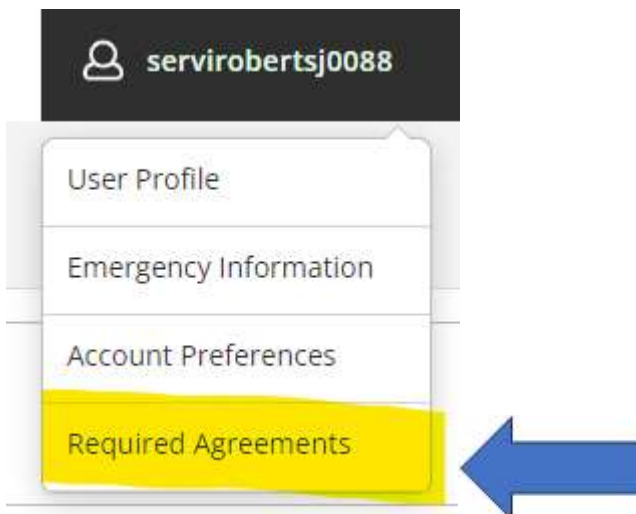 servirobertsj0088
User Profile
Emergency Information
Account Preferences
Required Agreements